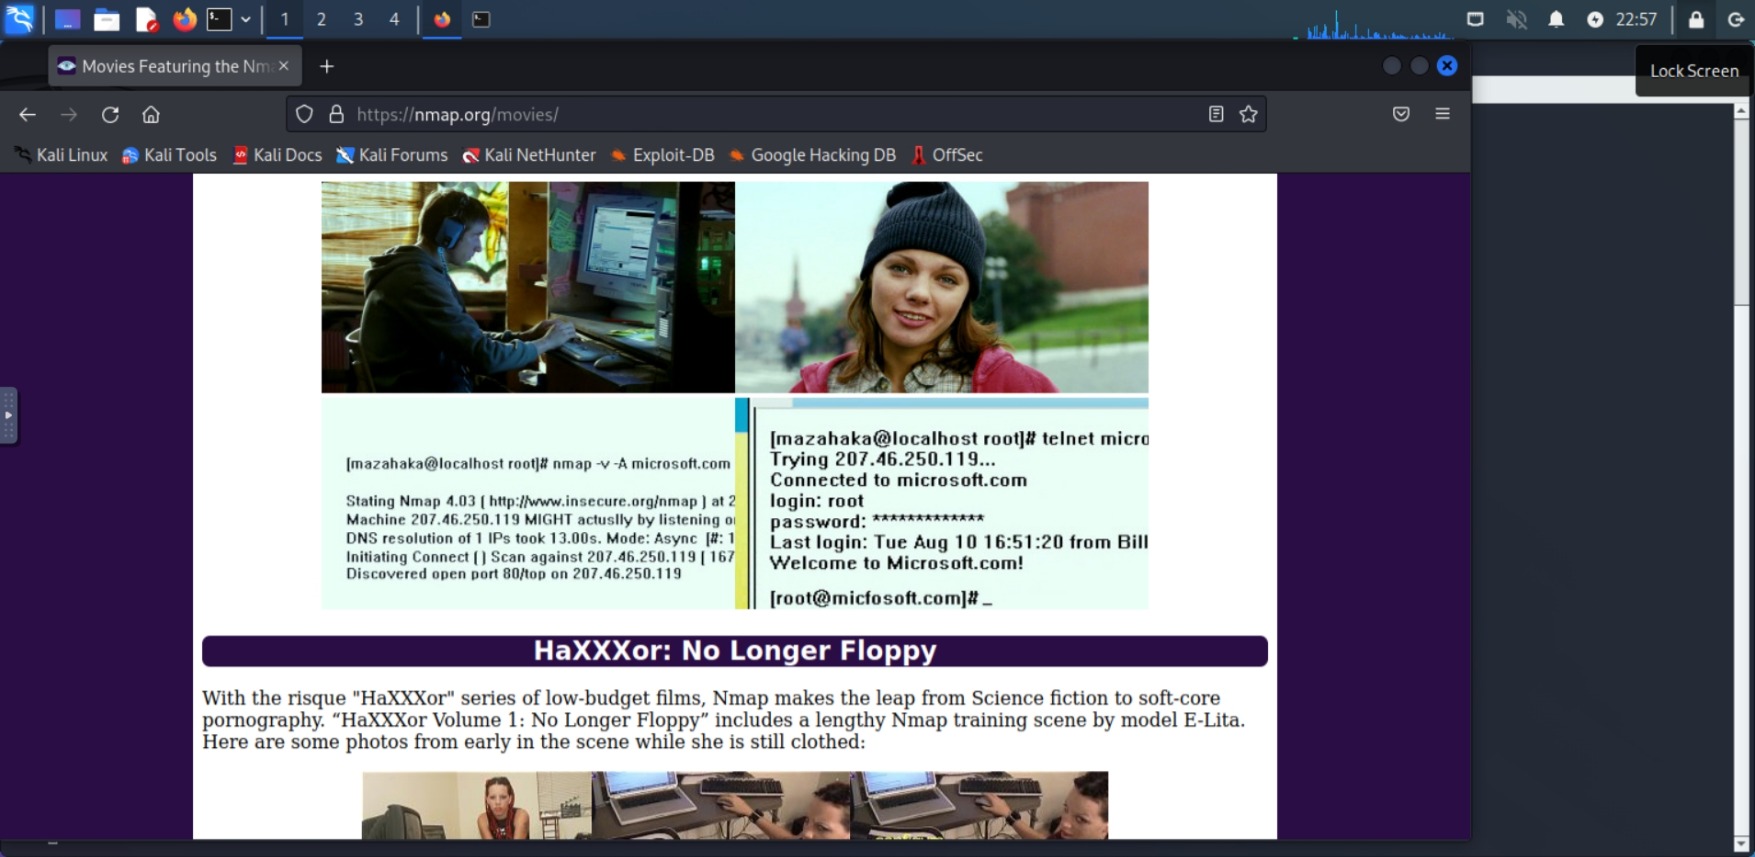 1 2 3 4
22:57
Lock Screen
Movies Featuring the Nm
https://nmap.org/movies/
Kali Linux Kali Tools Kali Docs Kali Forums Kali NetHunter Exploit-DB Google Hacking DB OffSec
[mazahaka@localhost root]# nmap -v -A microsoft.com
Stating Nmap 4.03 ( http://www.insecure.org/nmap ) at 2
Machine 207.46.250.119 MIGHT actuslly by listening o
DNS resolution of 1 IPs took 13.00s. Mode: Async [#: 1
Initiating Connect () Scan against 207.46.250.119 [ 167
Discovered open port 80/top on 207.46.250.119
[mazahaka@localhost root]# telnet micro
Trying 207.46.250.119...
Connected to microsoft.com
login: root
password: *************
Last login: Tue Aug 10 16:51:20 from Bill
Welcome to Microsoft.com!
[root@micfosoft.com]# _
HaXXXor: No Longer Floppy
With the risque "HaXXXor" series of low-budget films, Nmap makes the leap from Science fiction to soft-core
pornography. “HaXXXor Volume 1: No Longer Floppy” includes a lengthy Nmap training scene by model E-Lita.
Here are some photos from early in the scene while she is still clothed: